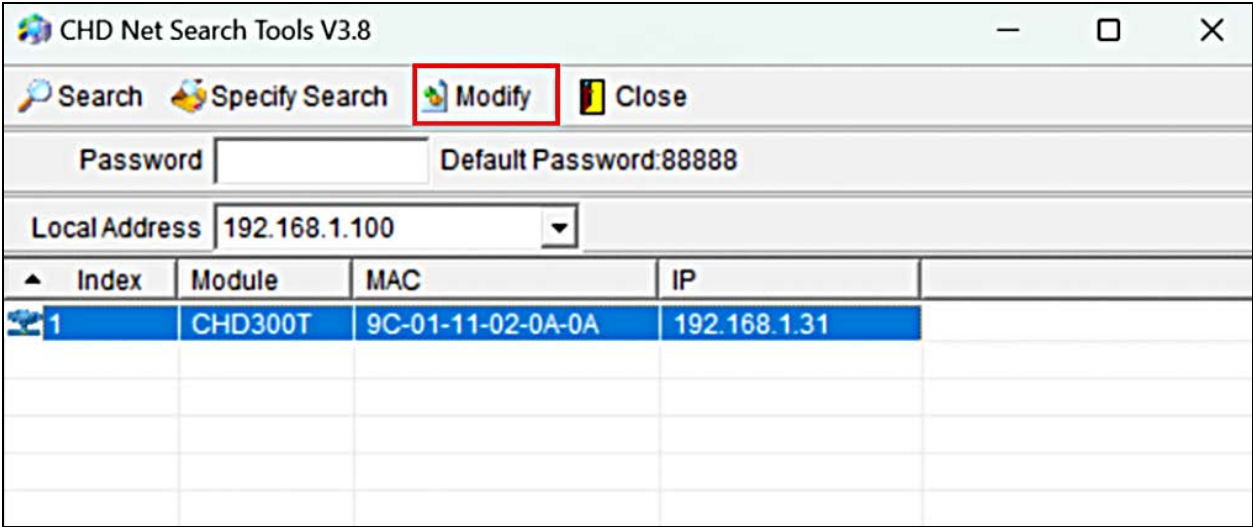 CHD Net Search Tools V3.8
Search Specify Search Modify Close
Password Default Password:88888
Local Address 192.168.1.100
Index Module MAC IP
1 CHD300T 9C-01-11-02-0A-0A 192.168.1.31